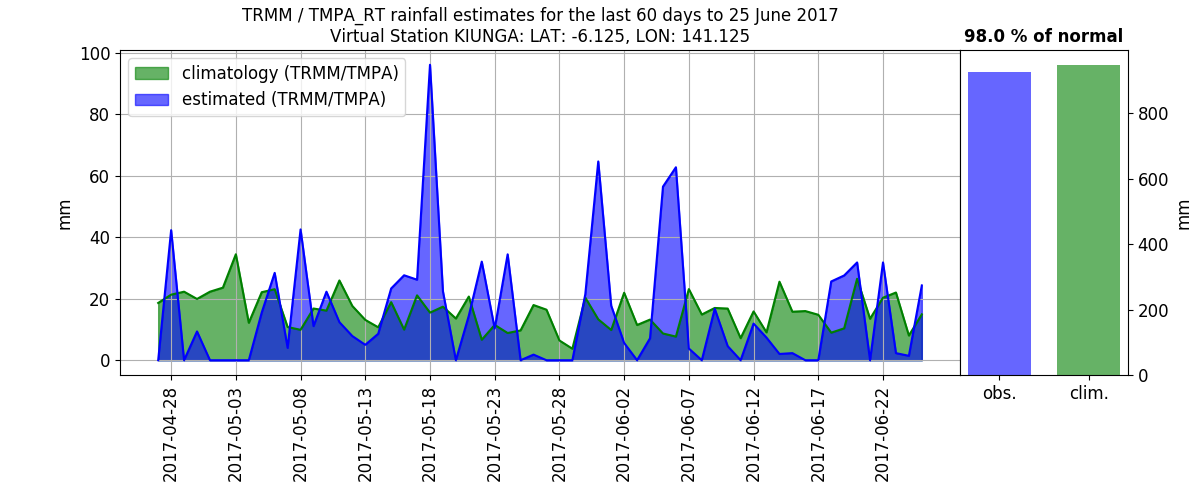 TRMM / TMPA_RT rainfall estimates for the last 60 days to 25 June 2017
Virtual Station KIUNGA: LAT: -6.125, LON: 141.125
98.0 % of normal
climatology (TRMM/TMPA)
estimated (TRMM/TMPA)
100
80
60
40
20
0
mm
2017-04-28
2017-05-03
2017-05-08
2017-05-13
2017-05-18
2017-05-23
2017-05-28
2017-06-02
2017-06-07
2017-06-12
2017-06-17
2017-06-22
800
600
400
200
0
mm
obs.
clim.